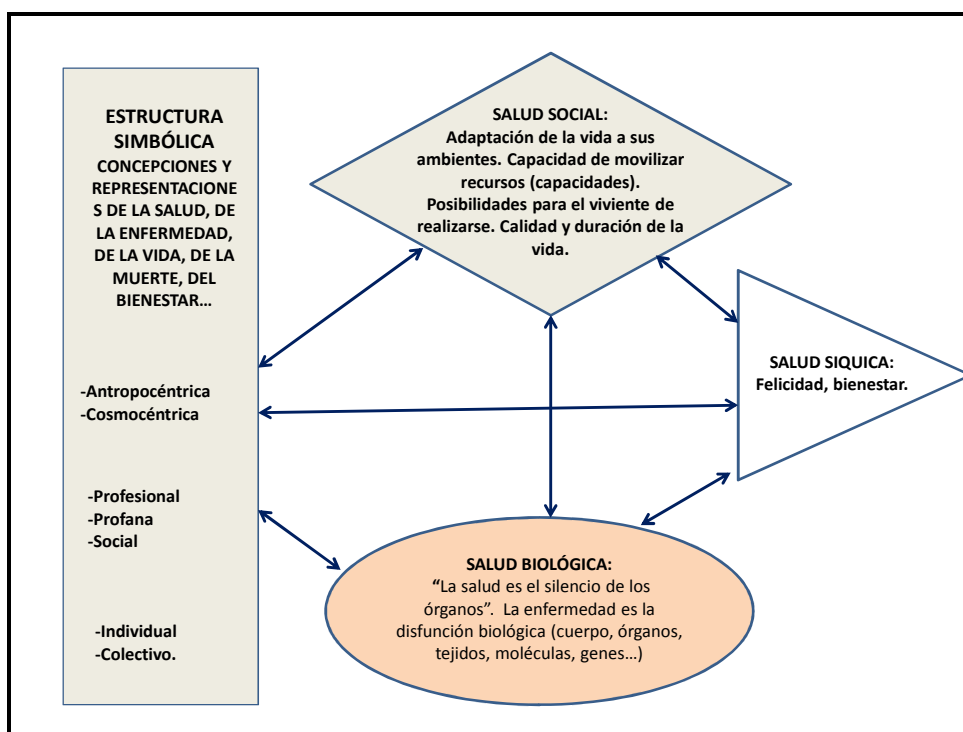 ESTRUCTURA
SIMBÓLICA
CONCEPCIONES Y
REPRESENTACIONE
S DE LA SALUD, DE
LA ENFERMEDAD,
DE LA VIDA, DE LA
MUERTE, DEL
BIENESTAR…
-Antropocéntrica
-Cosmocéntrica
-Profesional
-Profana
-Social
-Individual
-Colectivo.
SALUD SOCIAL:
Adaptación de la vida a sus
ambientes. Capacidad de movilizar
recursos (capacidades).
Posibilidades para el viviente de
realizarse. Calidad y duración de la
vida.
SALUD SIQUICA:
Felicidad, bienestar.
SALUD BIOLÓGICA:
“La salud es el silencio de los
órganos”. La enfermedad es la
disfunción biológica (cuerpo, órganos,
tejidos, moléculas, genes…)